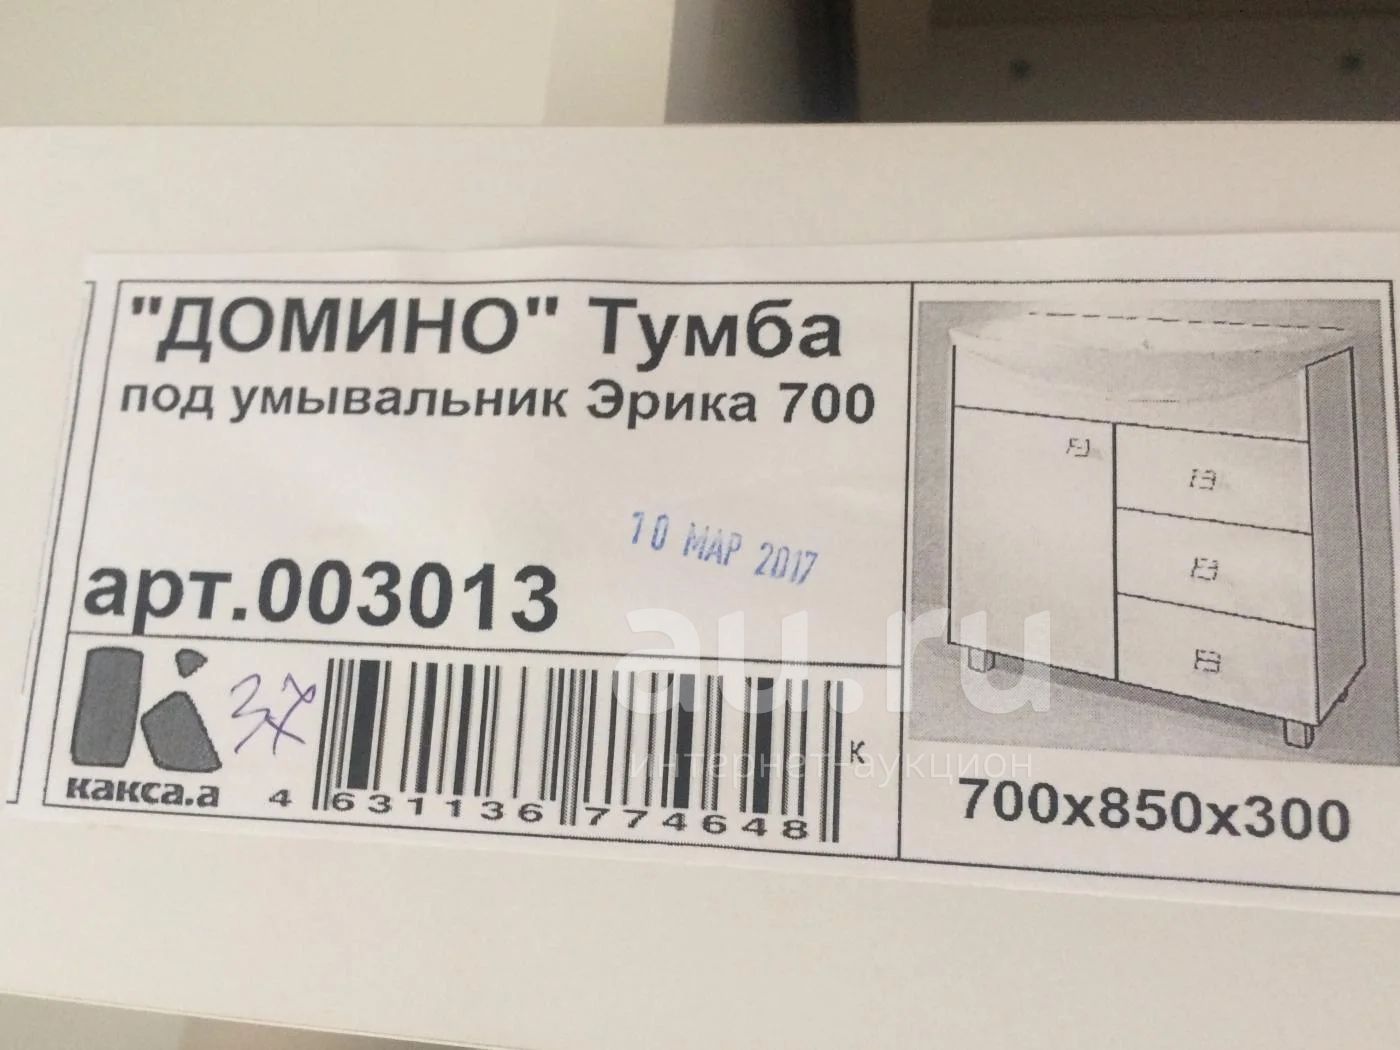 "ДОМИНО" Тумба
под умывальник Эрика 700
10 МАР 2017
арт.003013
какса.а
4 631136 774648
к
700х850х300
au.ru
интернет-аукцион